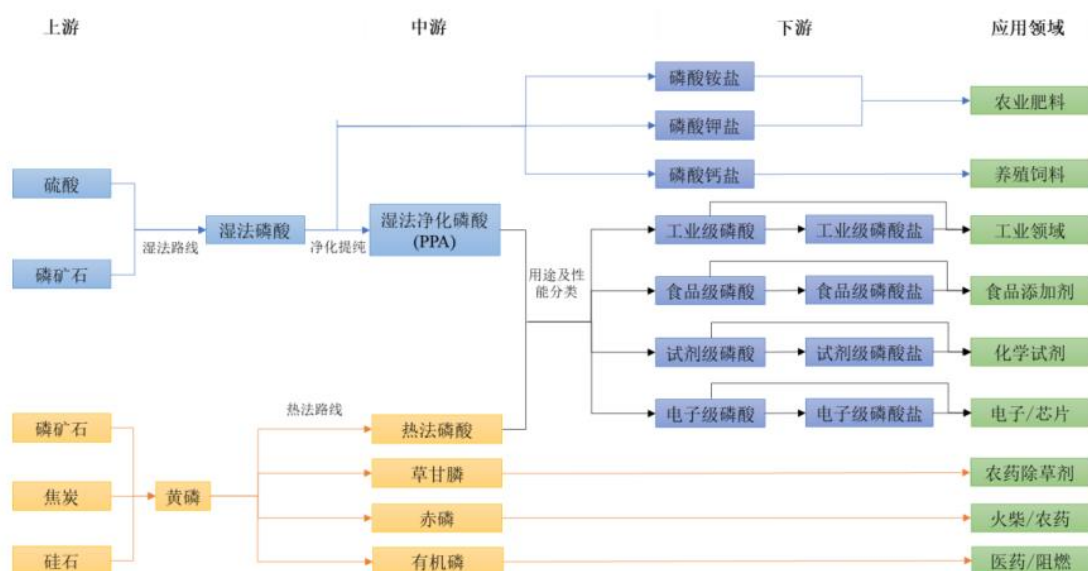 上游
中游
下游
应用领域
磷酸铵盐
农业肥料
磷酸钾盐
硫酸
磷酸钙盐
养殖饲料
湿法路线
湿法磷酸
净化提纯
湿法净化磷酸
(PPA)
工业级磷酸
工业级磷酸盐
工业领域
磷矿石
用途及性
能分类
食品级磷酸
食品级磷酸盐
食品添加剂
试剂级磷酸
试剂级磷酸盐
化学试剂
热法路线
磷矿石
热法磷酸
电子级磷酸
电子级磷酸盐
电子/芯片
草甘膦
农药除草剂
焦炭
黄磷
赤磷
火柴/农药
硅石
有机磷
医药/阻燃